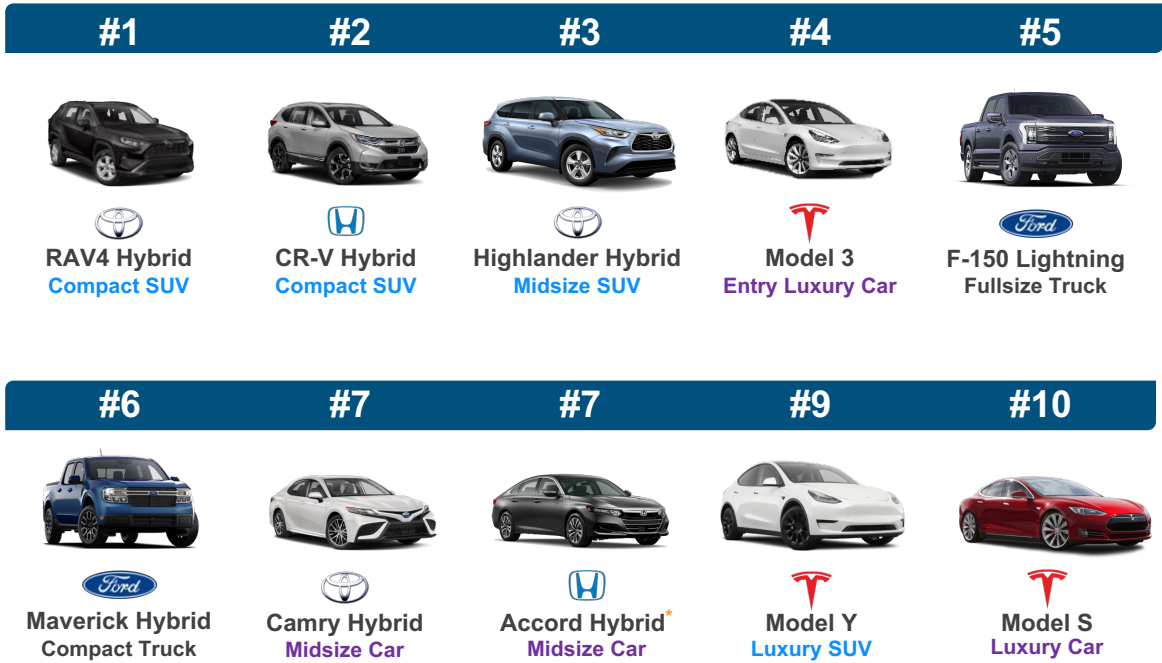 #1 #2 #3 #4 #5
Ford
RAV4 Hybrid CR-V Hybrid Highlander Hybrid Model 3 F-150 Lightning
Compact SUV Compact SUV Midsize SUV Entry Luxury Car Fullsize Truck
#6 #7 #7 #9 #10
Ford
Maverick Hybrid Camry Hybrid Accord Hybrid* Model Y Model S
Compact Truck Midsize Car Midsize Car Luxury SUV Luxury Car